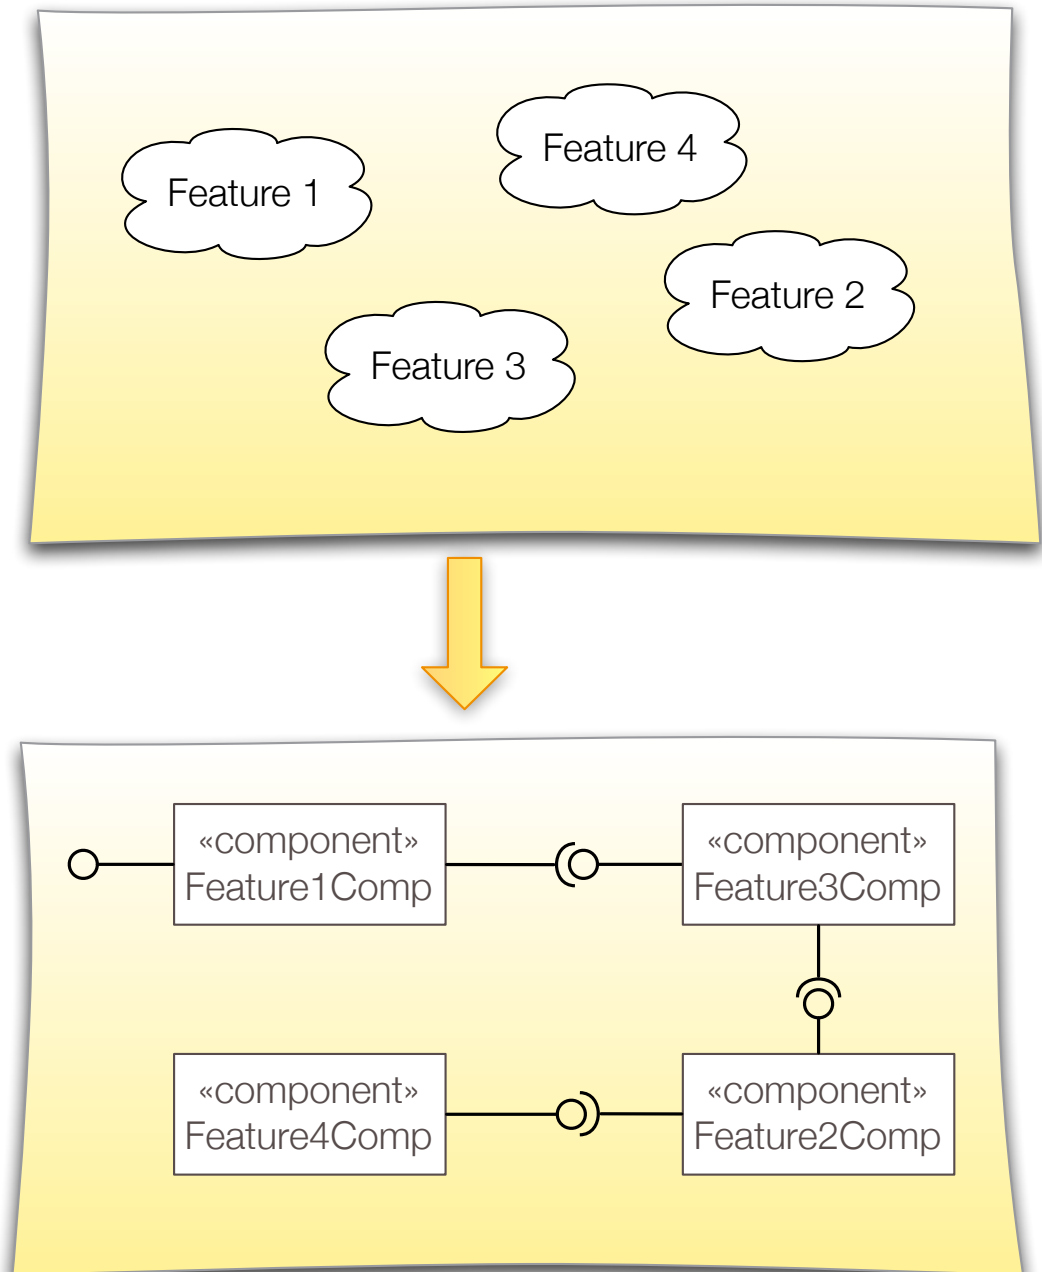 Feature 4
Feature 1
Feature 2
Feature 3
«component»
Feature1Comp
«component»
Feature3Comp
«component»
Feature4Comp
«component»
Feature2Comp